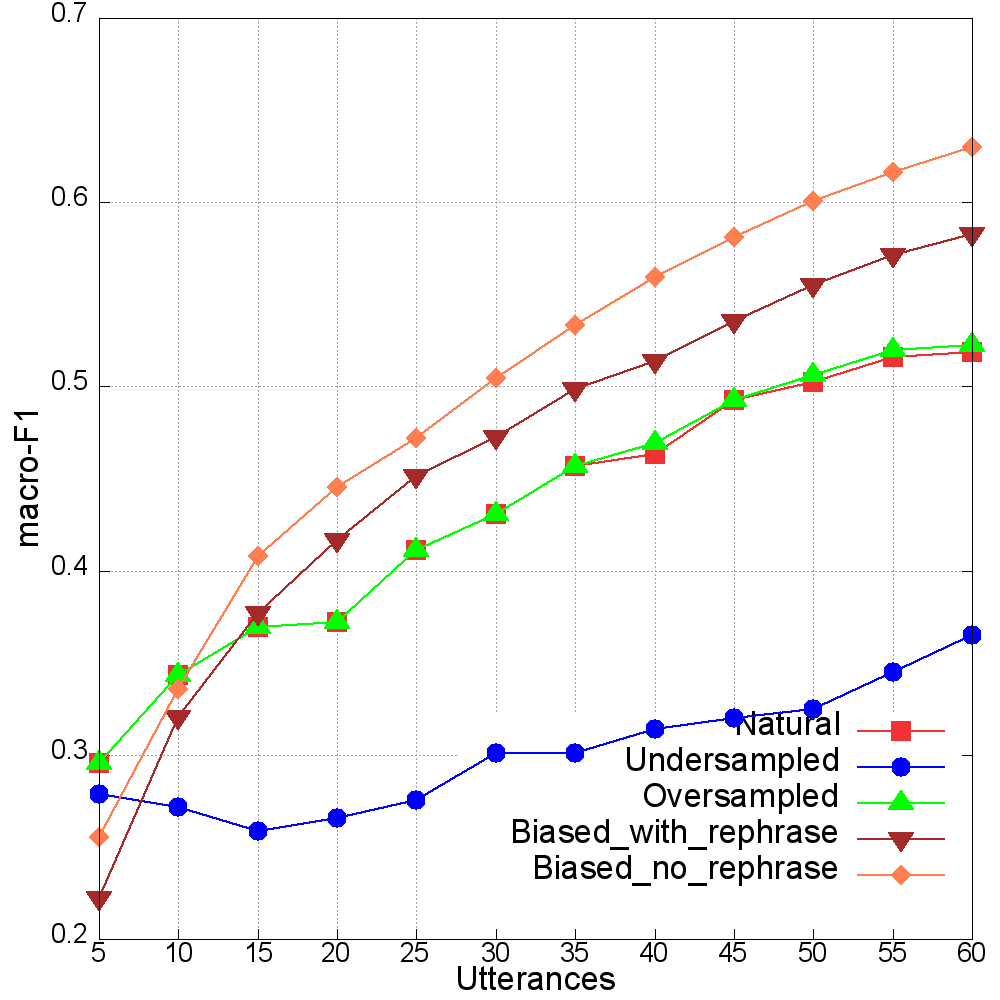 0.7
0.6
0.5
0.4
0.3
0.2
macro-F1
Natural
Undersampled
Oversampled
Biased_with_rephrase
Biased_no_rephrase
5 10 15 20 25 30 35 40 45 50 55 60
Utterances